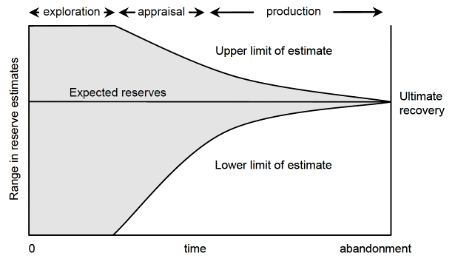 exploration appraisal production
Upper limit of estimate
Expected reserves
Ultimate
recovery
Range in reserve estimates
Lower limit of estimate
0 time abandonment